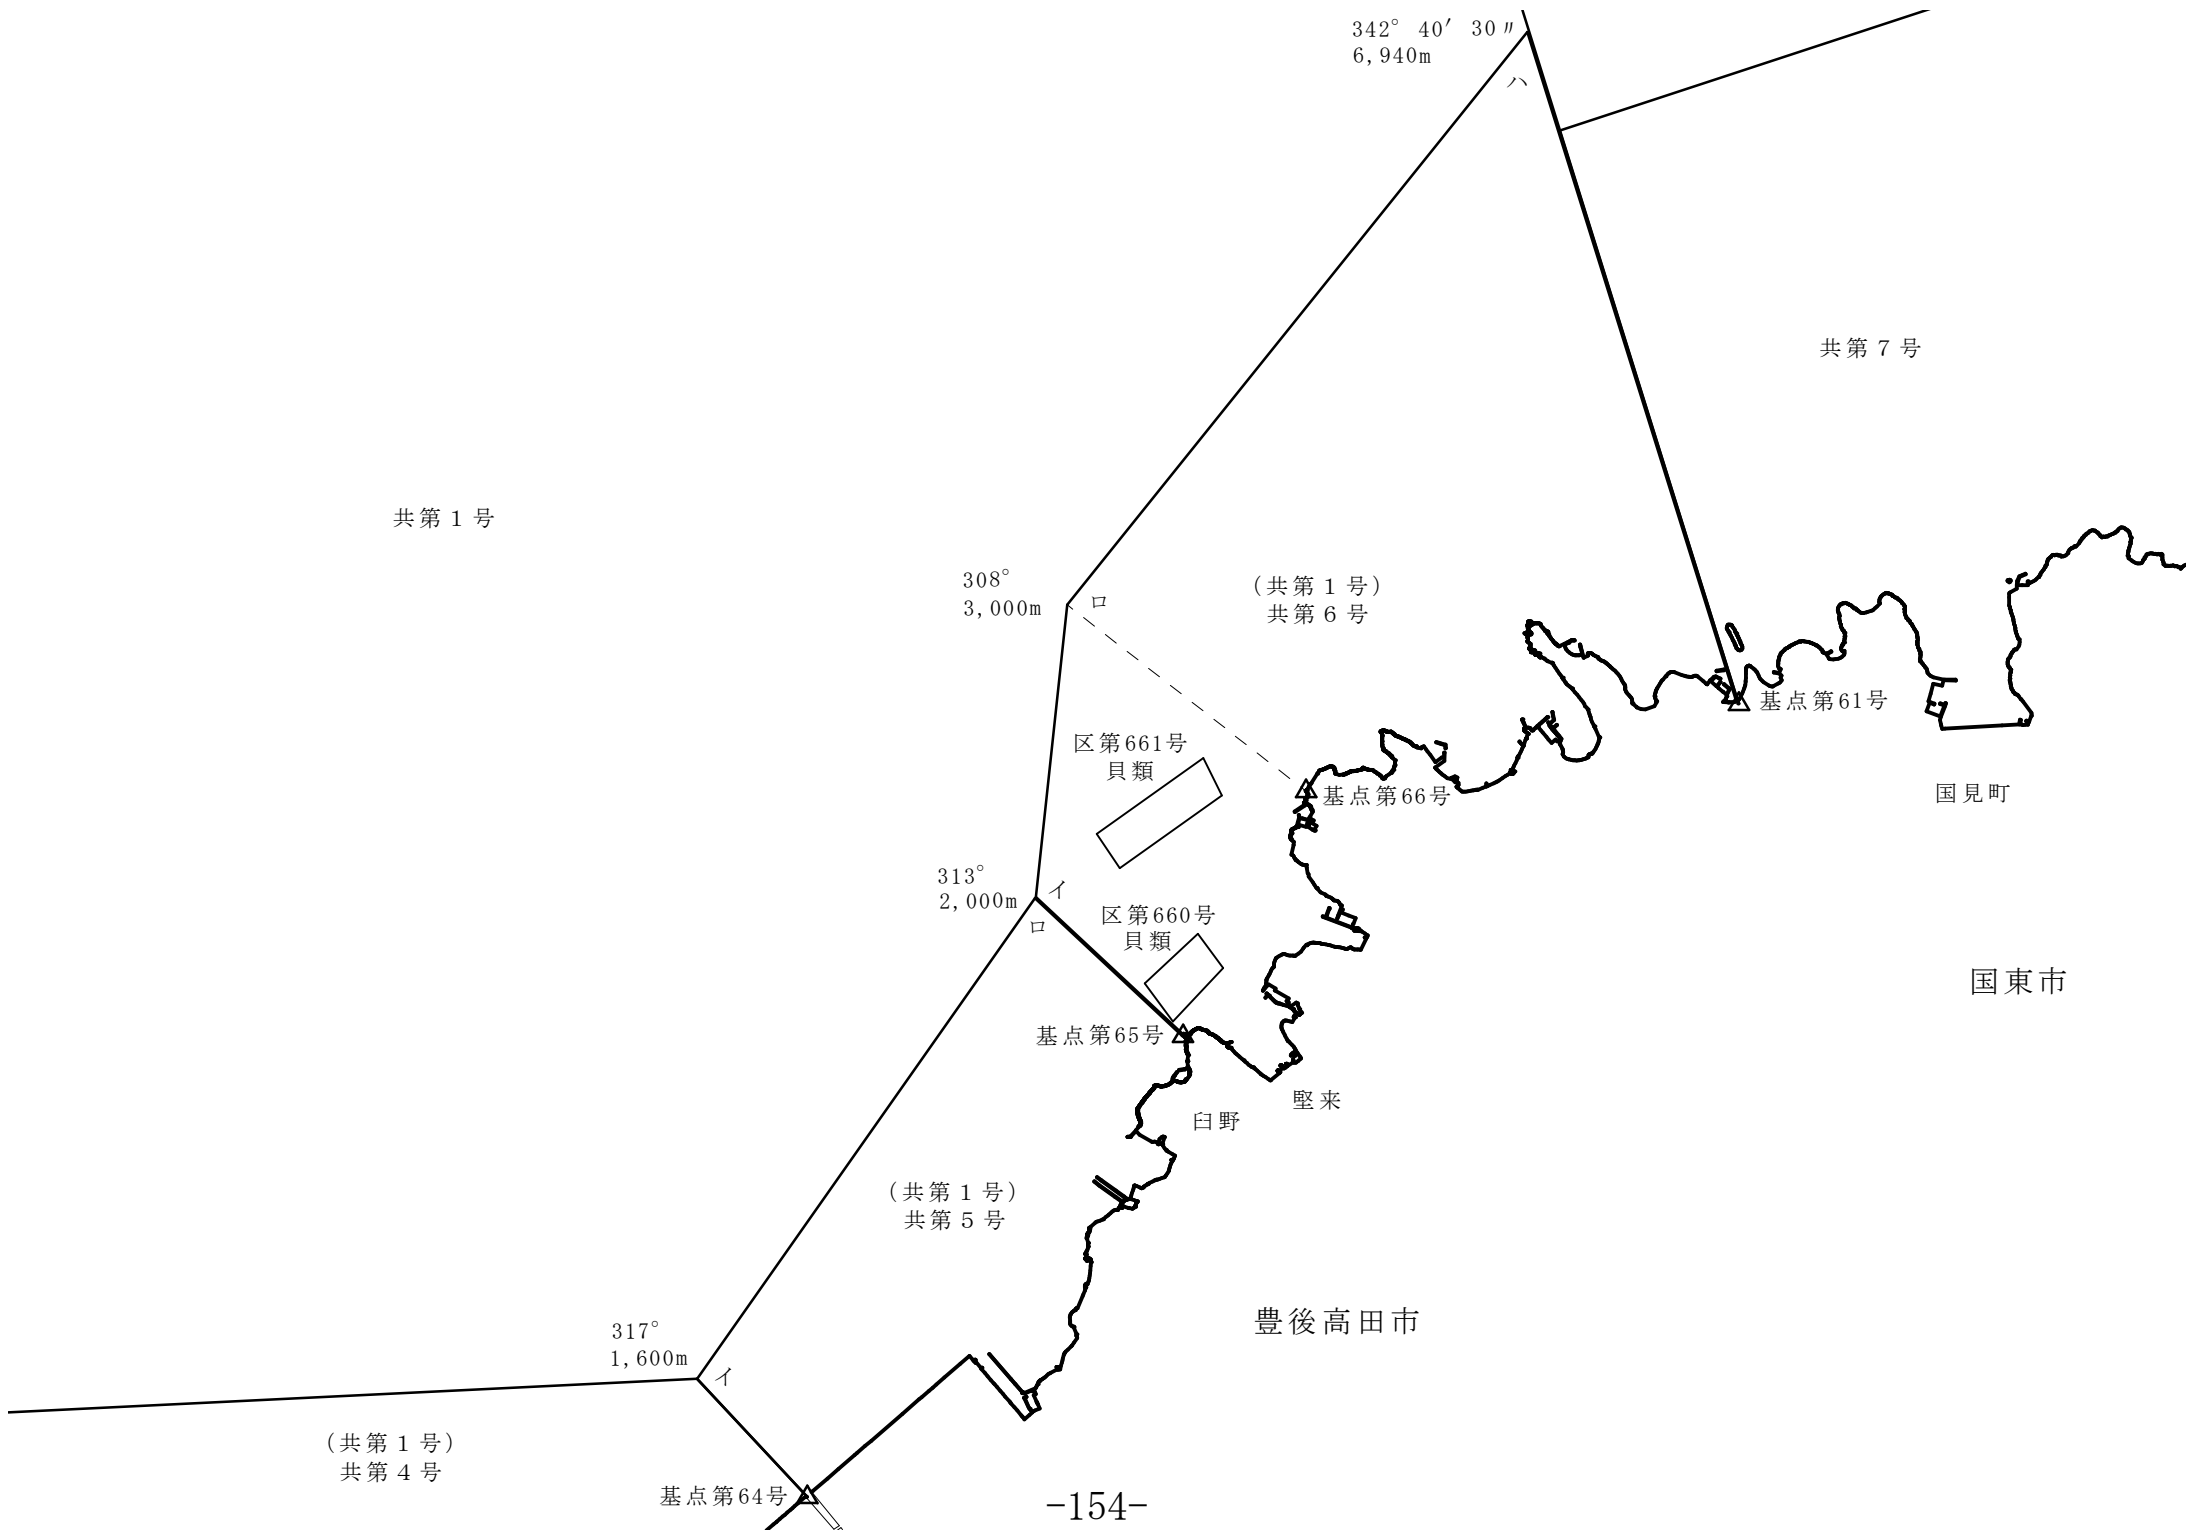 342° 40′ 30〃
6,940m
ハ
共第７号
共第１号
308°
3,000m
ロ
（共第１号）
共第６号
基点第61号
区第661号
貝類
基点第66号
国見町
313°
2,000m
イ
ロ
区第660号
貝類
国東市
基点第65号
堅来
臼野
（共第１号）
共第５号
豊後高田市
317°
1,600m
イ
（共第１号）
共第４号
基点第64号
-154-